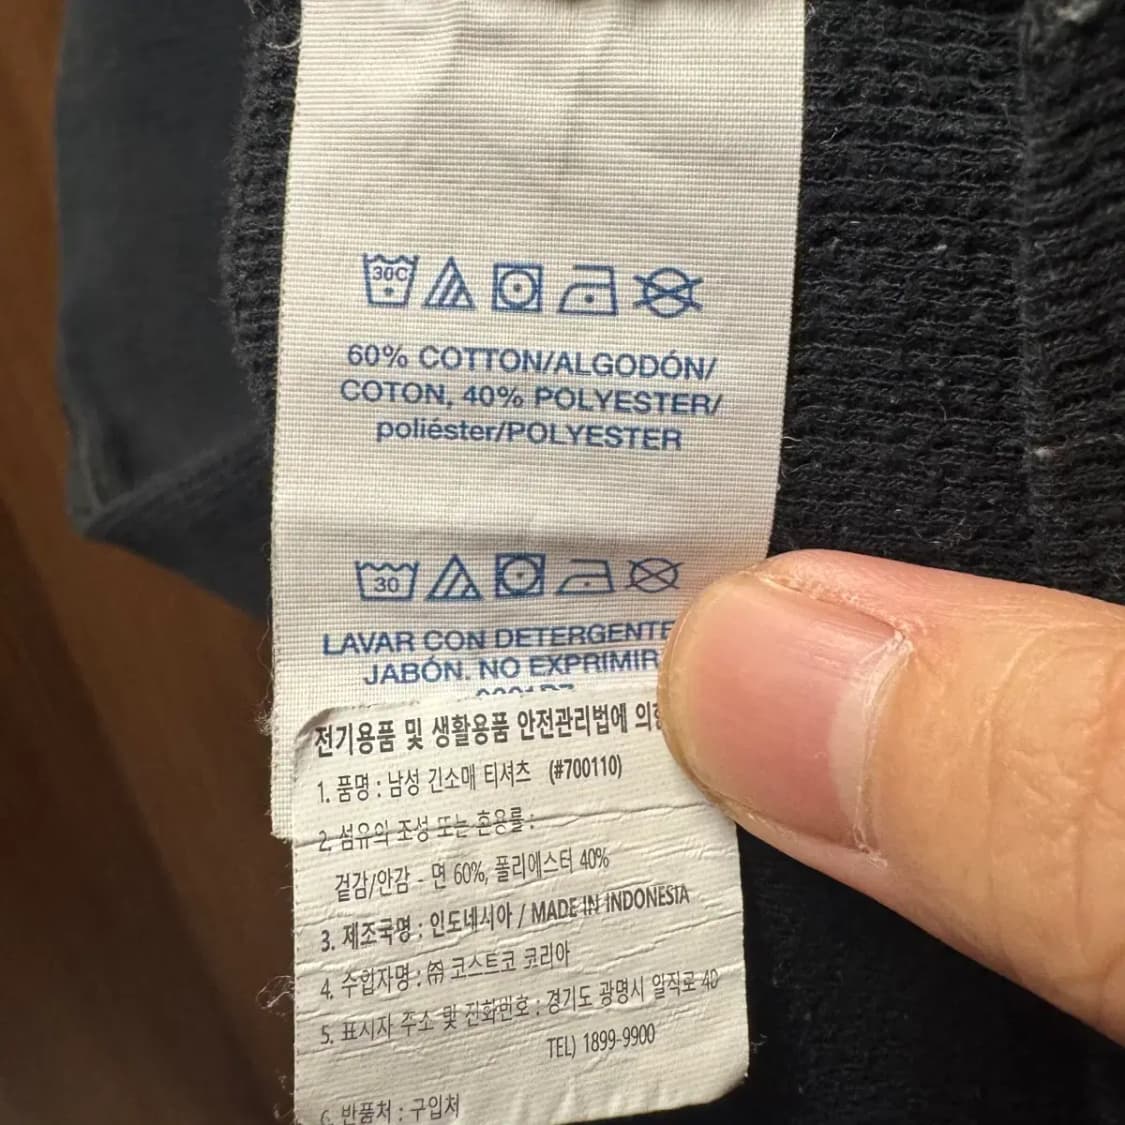 30C
60% COTTON/ALGODÓN/
COTON, 40% POLYESTER/
poliéster/POLYESTER
30
LAVAR CON DETERGENTE
JABÓN. NO EXPRIMIR
전기용품 및 생활용품 안전관리법에
1. 품명 : 남성 긴소매 티셔츠 (#700110)
2. 섬유의 조성 또는 혼용률 :
겉감/안감 - 면 60%, 폴리에스터 40%
3. 제조국명 : 인도네시아 / MADE IN INDONESIA
4. 수입자명 : ㈜ 코스트코 코리아
5. 표시자 주소 및 전화번호 : 경기도 광명시 일직로 40
TEL) 1899-9900
6. 반품처 : 구입처